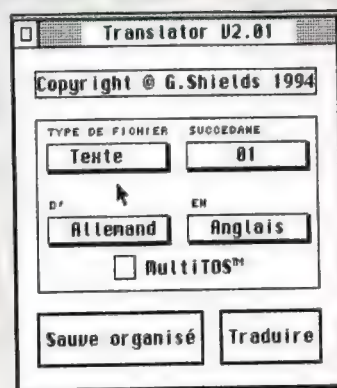 Translator V2.01
Copyright @ G.Shields 1994
TYPE DE FICHIER SUCCEDANE
Texte 01
D' EN
Allemand Anglais
MultiTOS™
Sauve organisé Traduire